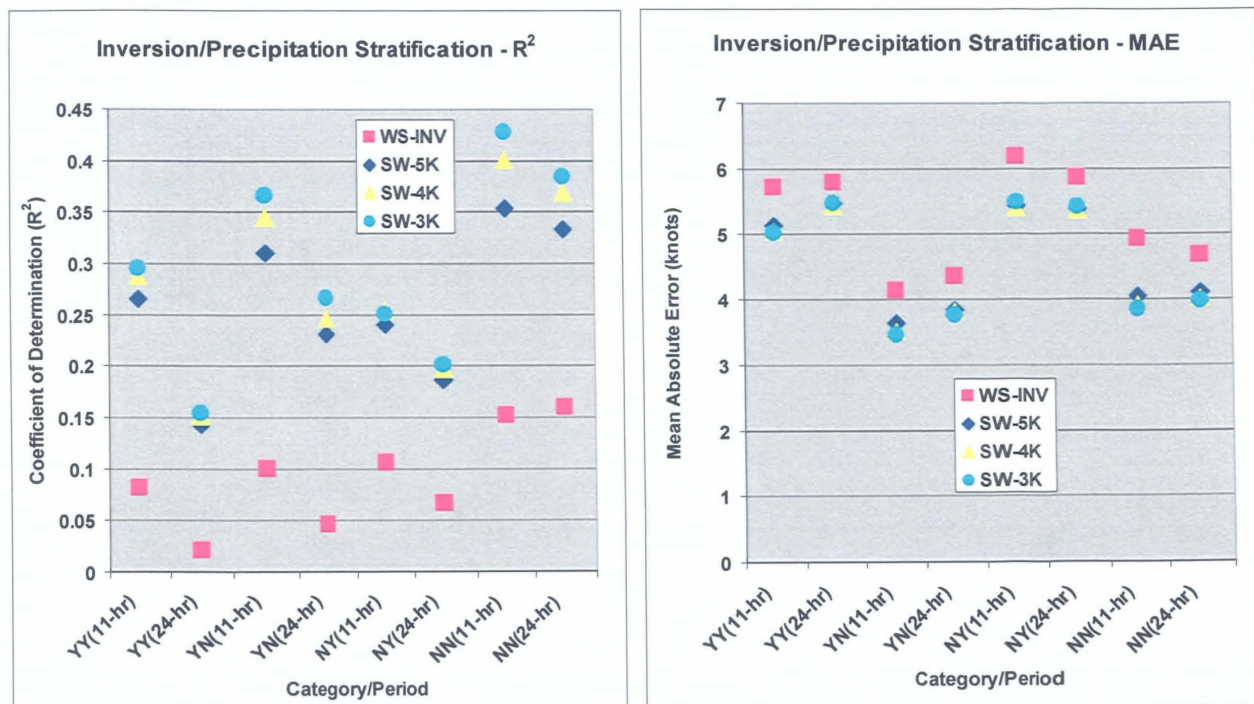 Inversion/Precipitation Stratification - R²
Coefficient of Determination (R²)
0.45
0.4
0.35
0.3
0.25
0.2
0.15
0.1
0.05
0
WS-INV
SW-5K
SW-4K
SW-3K
YY(11-hr)
YY(24-hr)
YN(11-hr)
YN(24-hr)
NY(11-hr)
NY(24-hr)
NN(11-hr)
NN(24-hr)
Category/Period
Inversion/Precipitation Stratification - MAE
Mean Absolute Error (knots)
7
6
5
4
3
2
1
0
WS-INV
SW-5K
SW-4K
SW-3K
YY(11-hr)
YY(24-hr)
YN(11-hr)
YN(24-hr)
NY(11-hr)
NY(24-hr)
NN(11-hr)
NN(24-hr)
Category/Period